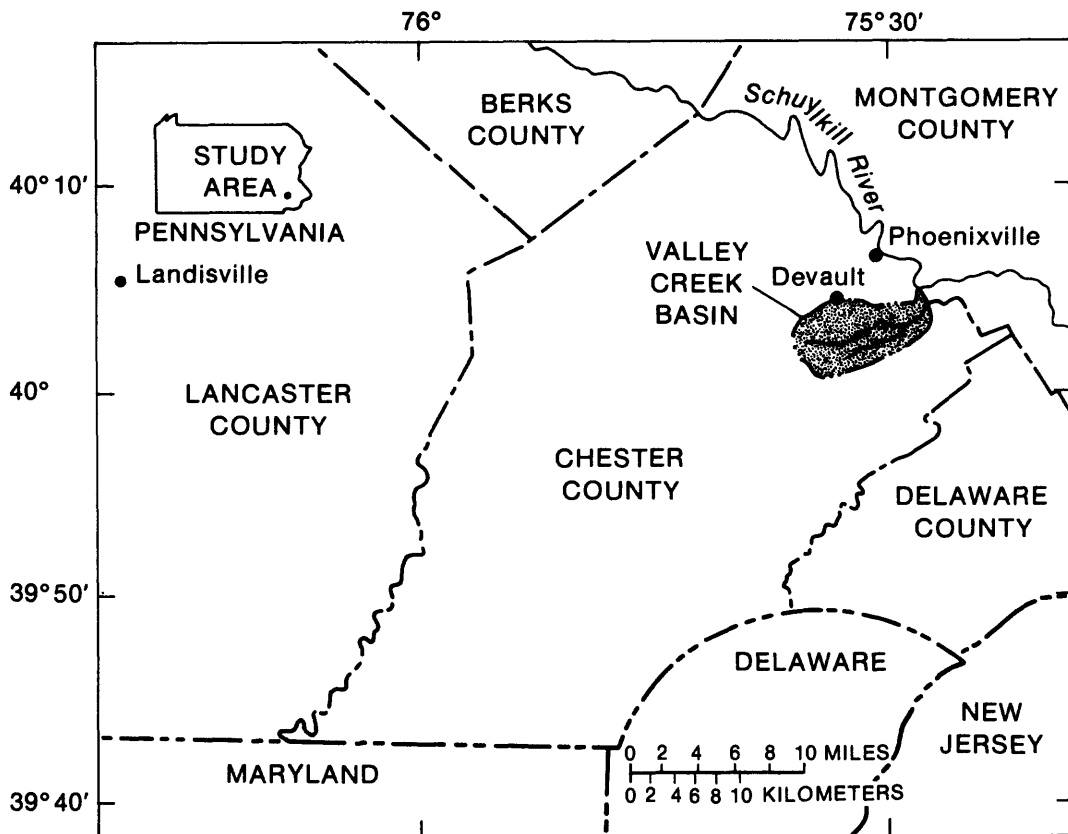 76°
75°30′
BERKS
COUNTY
Schuylkill
River
MONTGOMERY
COUNTY
STUDY
AREA
PENNSYLVANIA
40°10′
Landisville
Phoenixville
VALLEY
CREEK
BASIN
Devault
40°
LANCASTER
COUNTY
CHESTER
COUNTY
DELAWARE
COUNTY
39°50′
DELAWARE
NEW
JERSEY
MARYLAND
0 2 4 6 8 10 MILES
0 2 4 6 8 10 KILOMETERS
39°40′